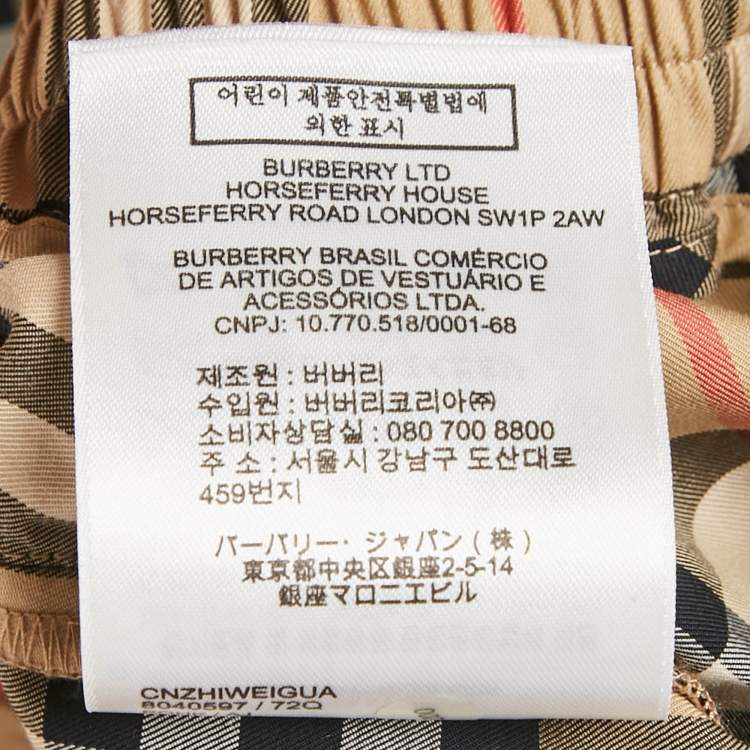 어린이 제품안전특별법에
의한 표시
BURBERRY LTD
HORSEFERRY HOUSE
HORSEFERRY ROAD LONDON SW1P 2AW
BURBERRY BRASIL COMÉRCIO
DE ARTIGOS DE VESTUÁRIO E
ACESSÓRIOS LTDA.
CNPJ: 10.770.518/0001-68
제조원 : 버버리
수입원 : 버버리코리아㈜
소비자상담실 : 080 700 8800
주 소 : 서울시 강남구 도산대로
459번지
バーバリー・ジャパン ( 株 )
東京都中央区銀座2-5-14
銀座マロニエビル
CNZHIWEIGUA
8040597 / 72Q